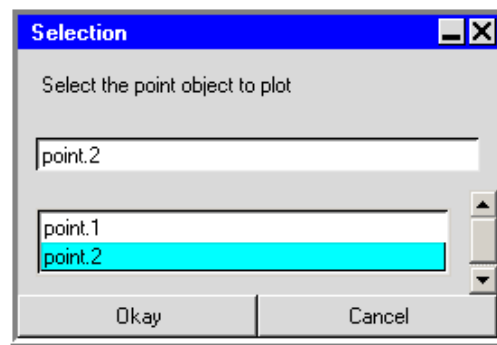 Selection
Select the point object to plot
point.2
point.1
point.2
Okay Cancel